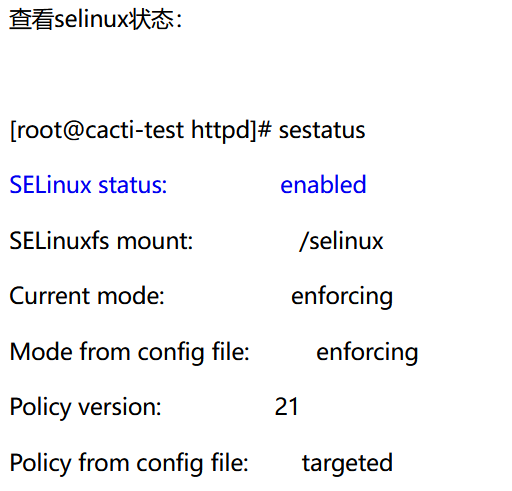 查看selinux状态：
[root@cacti-test httpd]# sestatus
SELinux status: enabled
SELinuxfs mount: /selinux
Current mode: enforcing
Mode from config file: enforcing
Policy version: 21
Policy from config file: targeted